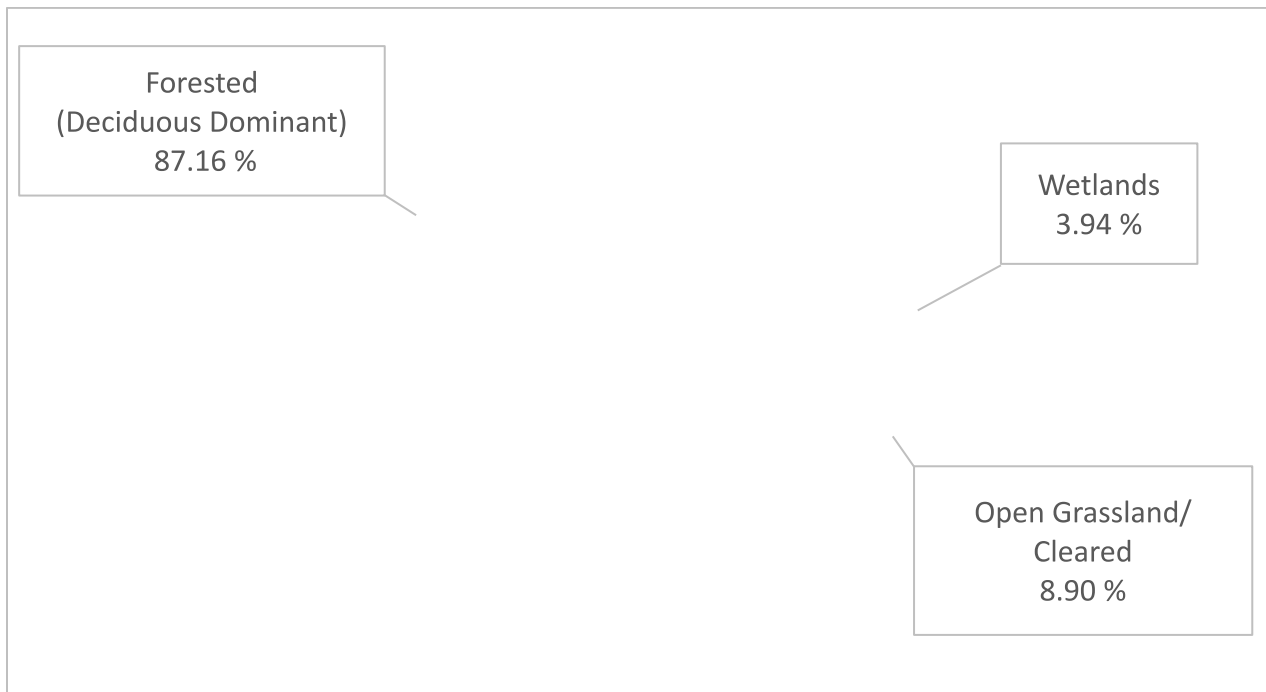 Forested
(Deciduous Dominant)
87.16 %
Wetlands
3.94 %
Open Grassland/
Cleared
8.90 %